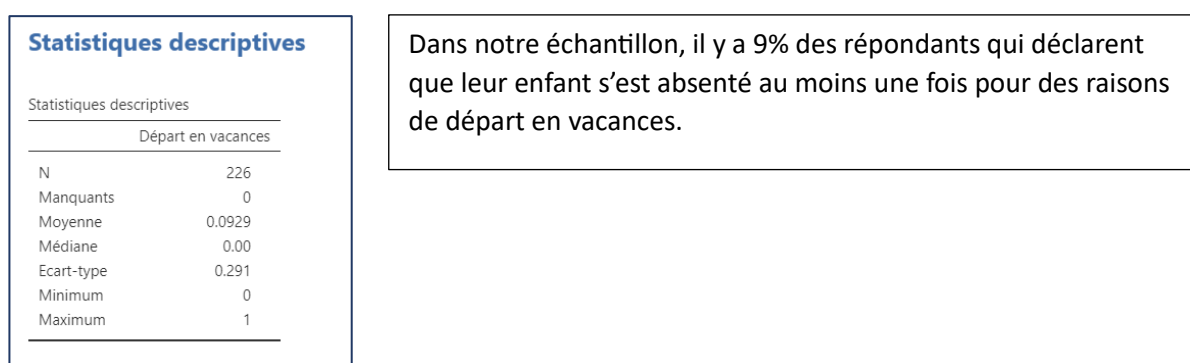 Statistiques descriptives
Statistiques descriptives
Départ en vacances
N 226
Manquants 0
Moyenne 0.0929
Médiane 0.00
Ecart-type 0.291
Minimum 0
Maximum 1
Dans notre échantillon, il y a 9% des répondants qui déclarent
que leur enfant s’est absenté au moins une fois pour des raisons
de départ en vacances.